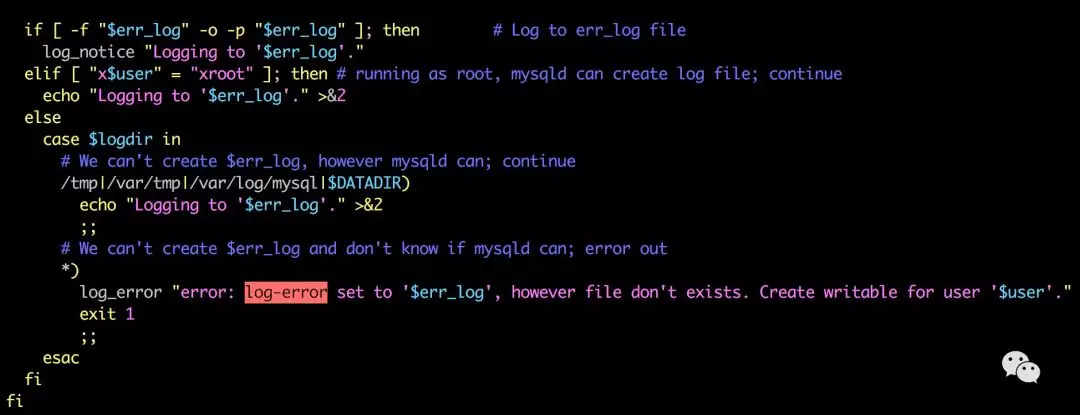 if [ -f "$err_log" -o -p "$err_log" ]; then        # Log to err_log file
log_notice "Logging to '$err_log'."
elif [ "x$user" = "xroot" ]; then # running as root, mysqld can create log file; continue
echo "Logging to '$err_log'." >&2
else
case $logdir in
# We can't create $err_log, however mysqld can; continue
/tmp|/var/tmp|/var/log/mysql|$DATADIR)
echo "Logging to '$err_log'." >&2
;;
# We can't create $err_log and don't know if mysqld can; error out
*)
log_error "error: log-error set to '$err_log', however file don't exists. Create writable for user '$user'."
exit 1
;;
esac
fi
fi